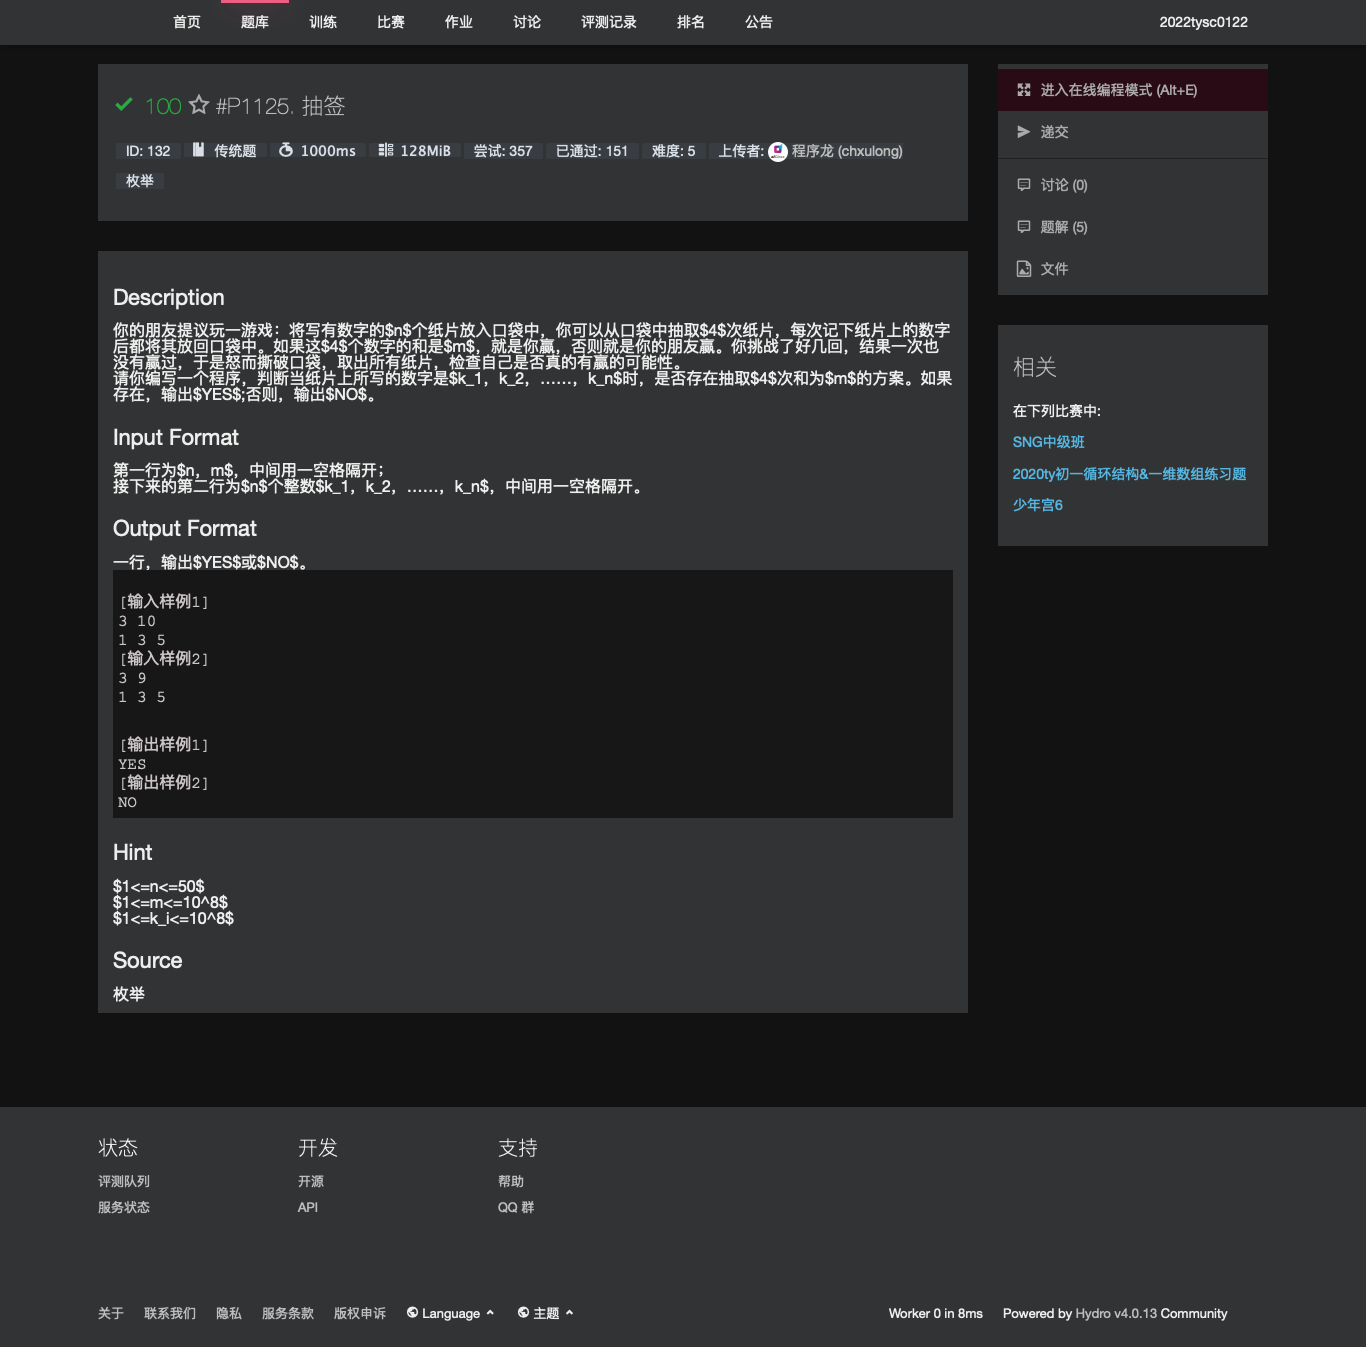 首页 题库 训练 比赛 作业 讨论 评测记录 排名 公告 2022tysc0122
100 #P1125. 抽签
ID: 132 传统题 1000ms 128MiB 尝试: 357 已通过: 151 难度: 5 上传者: 程序龙 (chxulong)
枚举
Description
你的朋友提议玩一游戏：将写有数字的$n$个纸片放入口袋中，你可以从口袋中抽取$4$次纸片，每次记下纸片上的数字
后都将其放回口袋中。如果这$4$个数字的和是$m$，就是你赢，否则就是你的朋友赢。你挑战了好几回，结果一次也
没有赢过，于是怒而撕破口袋，取出所有纸片，检查自己是否真的有赢的可能性。
请你编写一个程序，判断当纸片上所写的数字是$k_1，k_2，……，k_n$时，是否存在抽取$4$次和为$m$的方案。如果
存在，输出$YES$;否则，输出$NO$。
Input Format
第一行为$n，m$，中间用一空格隔开；
接下来的第二行为$n$个整数$k_1，k_2，……，k_n$，中间用一空格隔开。
Output Format
一行，输出$YES$或$NO$。
[输入样例1]
3 10
1 3 5
[输入样例2]
3 9
1 3 5
[输出样例1]
YES
[输出样例2]
NO
Hint
$1<=n<=50$
$1<=m<=10^8$
$1<=k_i<=10^8$
Source
枚举
进入在线编程模式 (Alt+E)
递交
讨论 (0)
题解 (5)
文件
相关
在下列比赛中:
SNG中级班
2020ty初一循环结构&一维数组练习题
少年宫6
状态 开发 支持
评测队列 开源 帮助
服务状态 API QQ 群
关于 联系我们 隐私 服务条款 版权申诉 Language 主题 Worker 0 in 8ms Powered by Hydro v4.0.13 Community